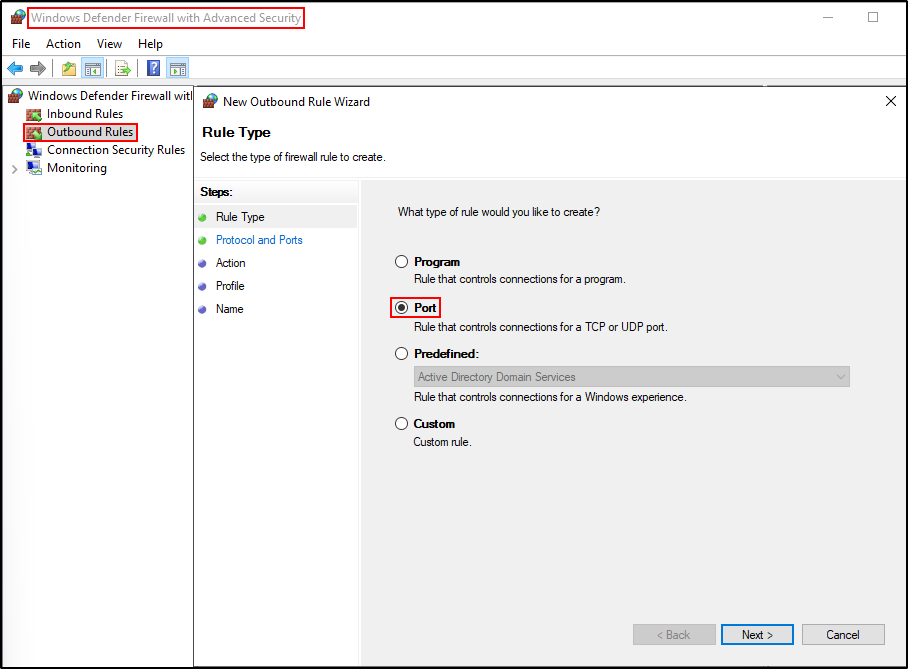 Windows Defender Firewall with Advanced Security
File Action View Help
Windows Defender Firewall wit
Inbound Rules
Outbound Rules
Connection Security Rules
Monitoring
New Outbound Rule Wizard
Rule Type
Select the type of firewall rule to create.
Steps:
Rule Type
Protocol and Ports
Action
Profile
Name
What type of rule would you like to create?
Program
Rule that controls connections for a program.
Port
Rule that controls connections for a TCP or UDP port.
Predefined:
Active Directory Domain Services
Rule that controls connections for a Windows experience.
Custom
Custom rule.
< Back Next > Cancel